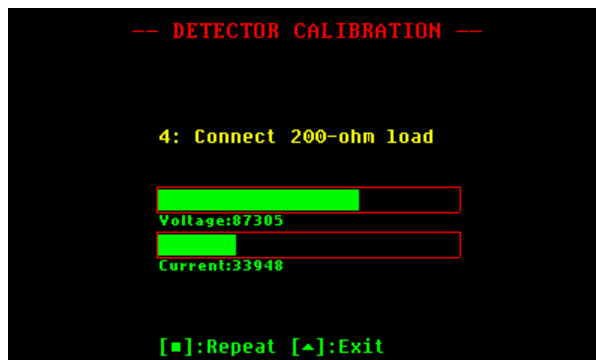 —— DETECTOR CALIBRATION ——
4: Connect 200-ohm load
Voltage:87305
Current:33948
[■]:Repeat [▲]:Exit